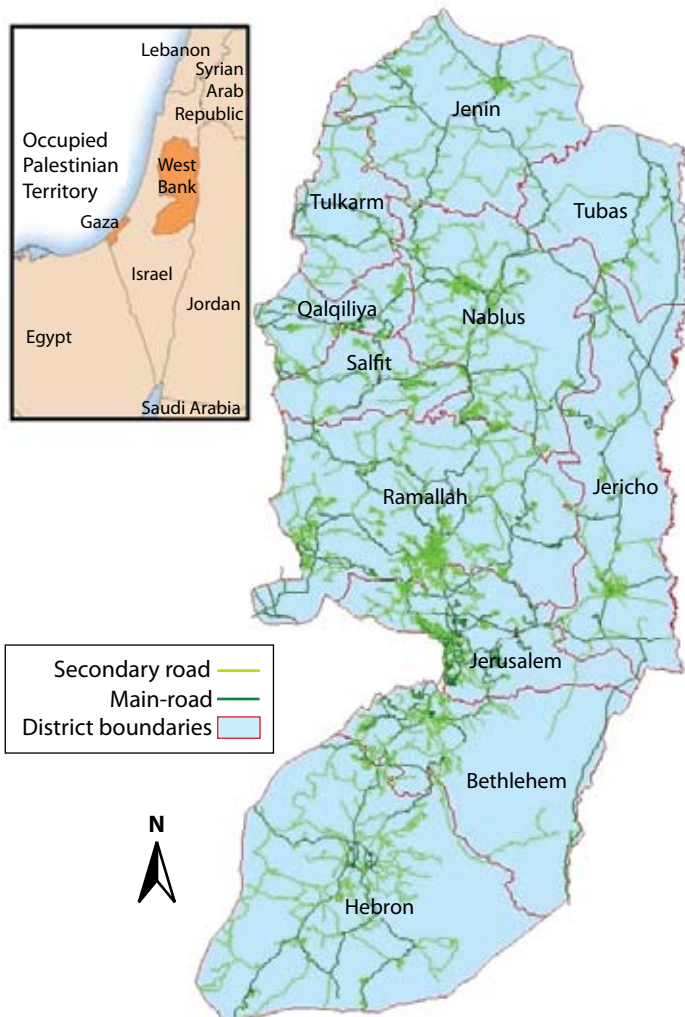 Lebanon
Syrian
Arab
Republic
Occupied
Palestinian
Territory
West
Bank
Gaza
Israel
Jordan
Egypt
Saudi Arabia
Jenin
Tulkarm
Tubas
Qalqiliya
Nablus
Salfit
Ramallah
Jericho
Jerusalem
Secondary road
Main-road
District boundaries
Bethlehem
N
Hebron